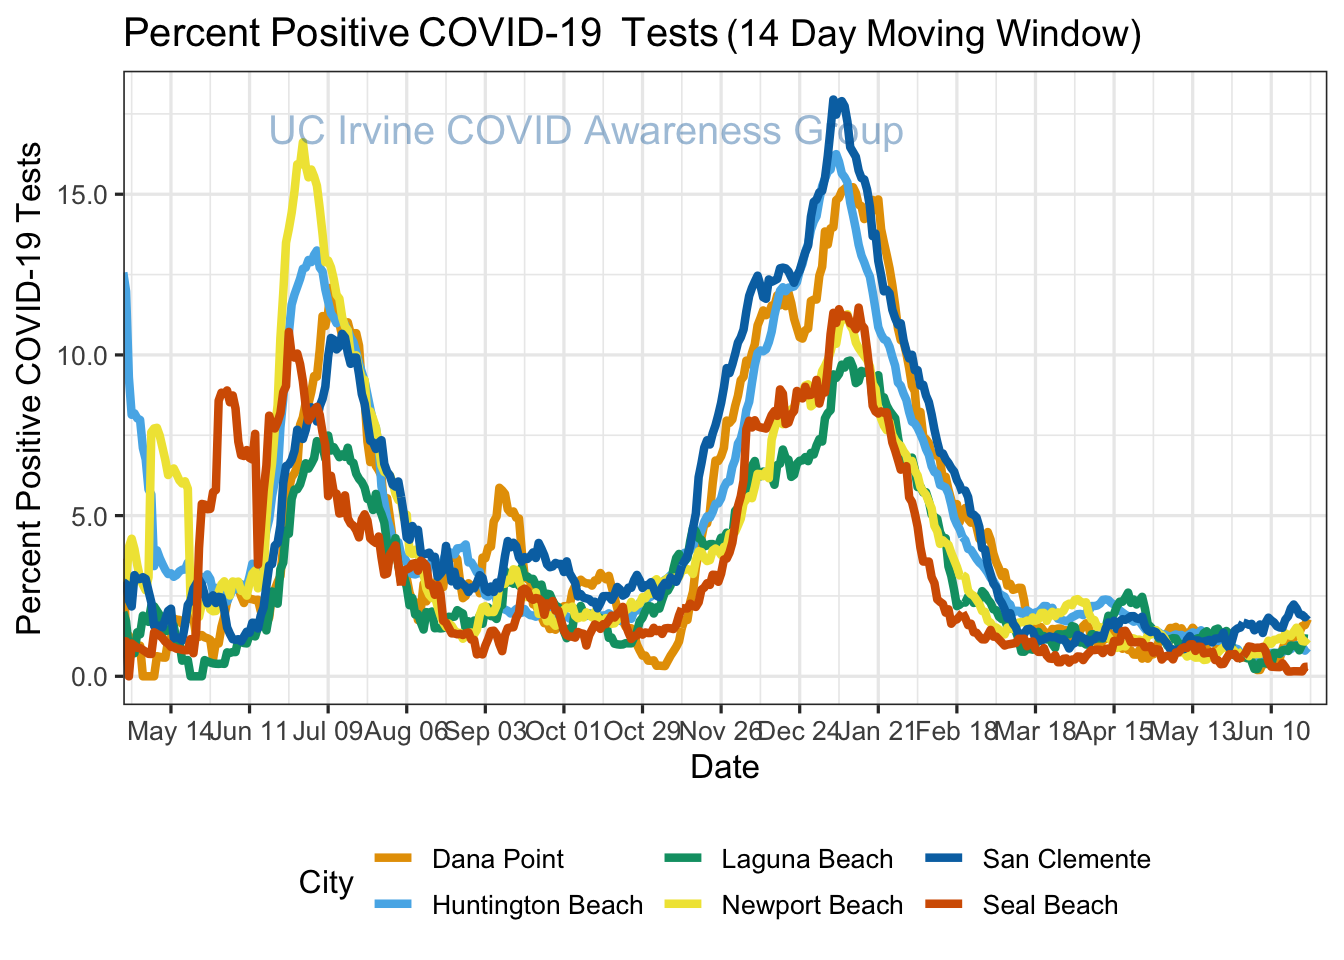 Percent Positive COVID-19 Tests (14 Day Moving Window)
UC Irvine COVID Awareness Group
Percent Positive COVID-19 Tests
15.0
10.0
5.0
0.0
May 14 Jun 11 Jul 09 Aug 06 Sep 03 Oct 01 Oct 29 Nov 26 Dec 24 Jan 21 Feb 18 Mar 18 Apr 15 May 13 Jun 10
Date
City
Dana Point Laguna Beach San Clemente
Huntington Beach Newport Beach Seal Beach